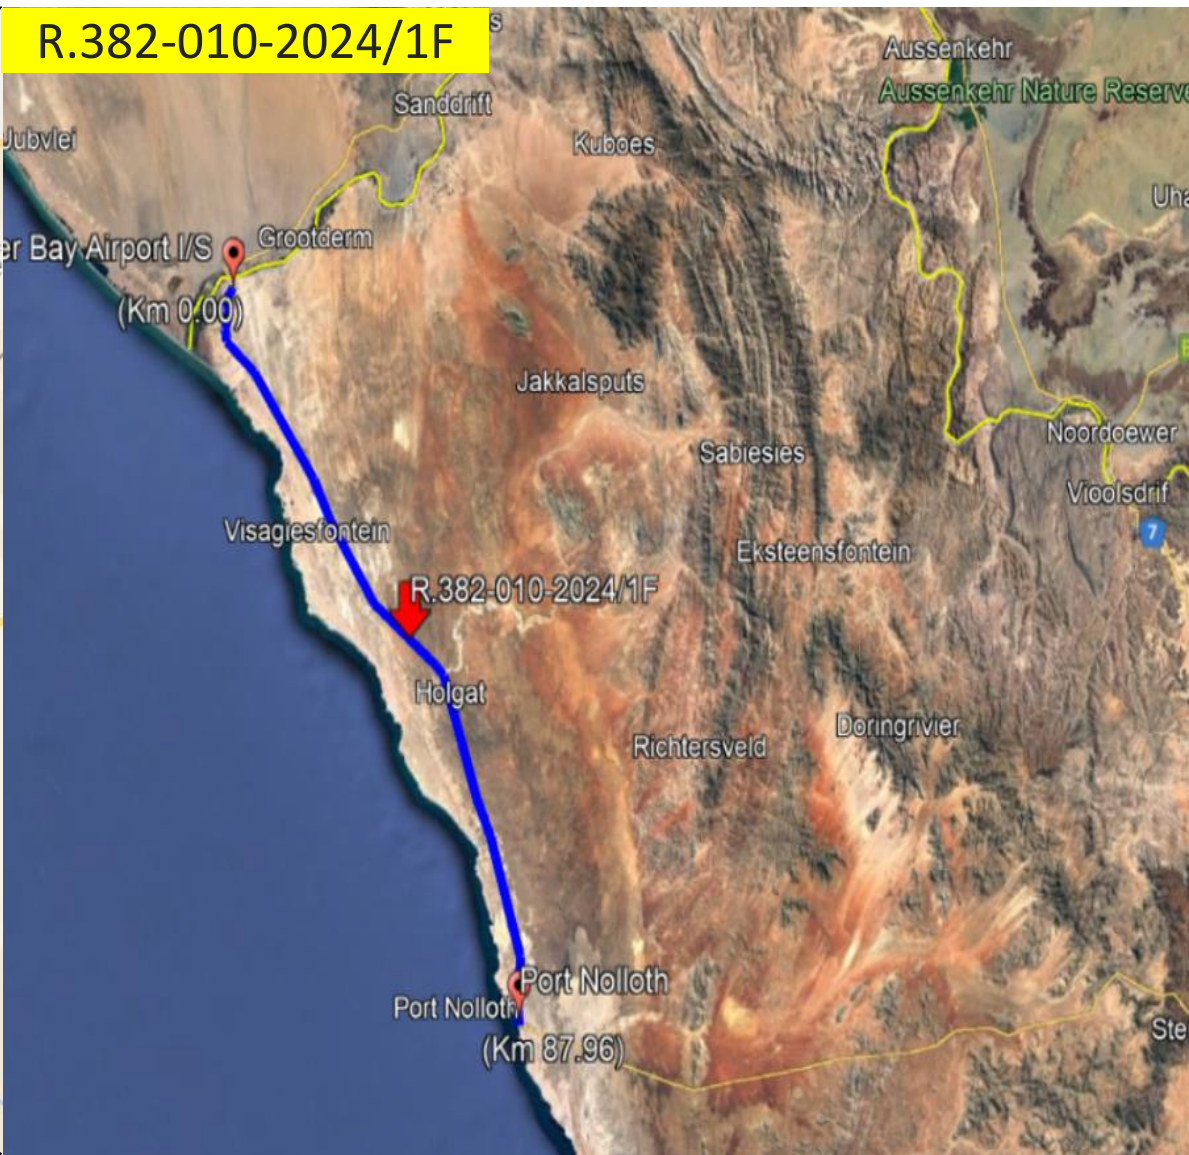 R.382-010-2024/1F
s
Aussenkehr
Aussenkehr Nature Reserve
Sanddrift
Jubvlei
Kuboes
Uha
er Bay Airport I/S
Grootderm
(Km 0.00)
Jakkalsputs
Noordoewer
Sabiesies
Vioolsdrif
Visagiesfontein
7
Eksteensfontein
R.382-010-2024/1F
Holgat
Doringrivier
Richtersveld
Port Nolloth
Port Nolloth
Ste
(Km 87.96)